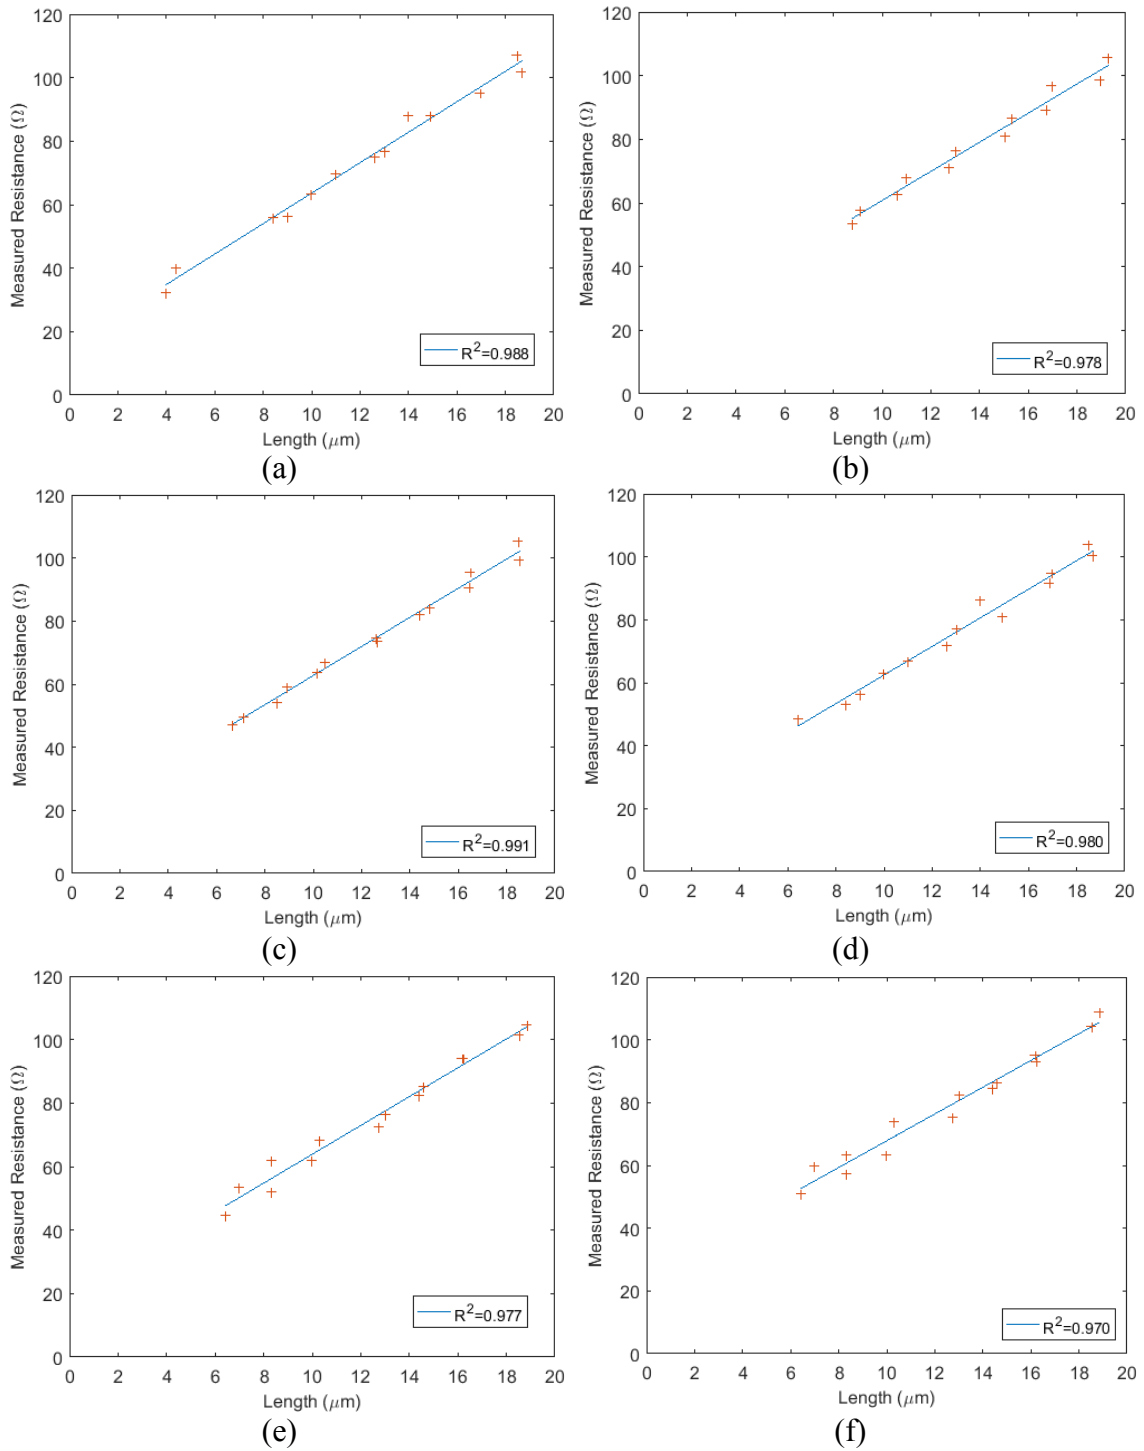 120
100
80
60
40
20
0
Measured Resistance (Ω)
R²=0.988
0 2 4 6 8 10 12 14 16 18 20
Length (μm)
(a)
120
100
80
60
40
20
0
Measured Resistance (Ω)
R²=0.978
0 2 4 6 8 10 12 14 16 18 20
Length (μm)
(b)
120
100
80
60
40
20
0
Measured Resistance (Ω)
R²=0.991
0 2 4 6 8 10 12 14 16 18 20
Length (μm)
(c)
120
100
80
60
40
20
0
Measured Resistance (Ω)
R²=0.980
0 2 4 6 8 10 12 14 16 18 20
Length (μm)
(d)
120
100
80
60
40
20
0
Measured Resistance (Ω)
R²=0.977
0 2 4 6 8 10 12 14 16 18 20
Length (μm)
(e)
120
100
80
60
40
20
0
Measured Resistance (Ω)
R²=0.970
0 2 4 6 8 10 12 14 16 18 20
Length (μm)
(f)